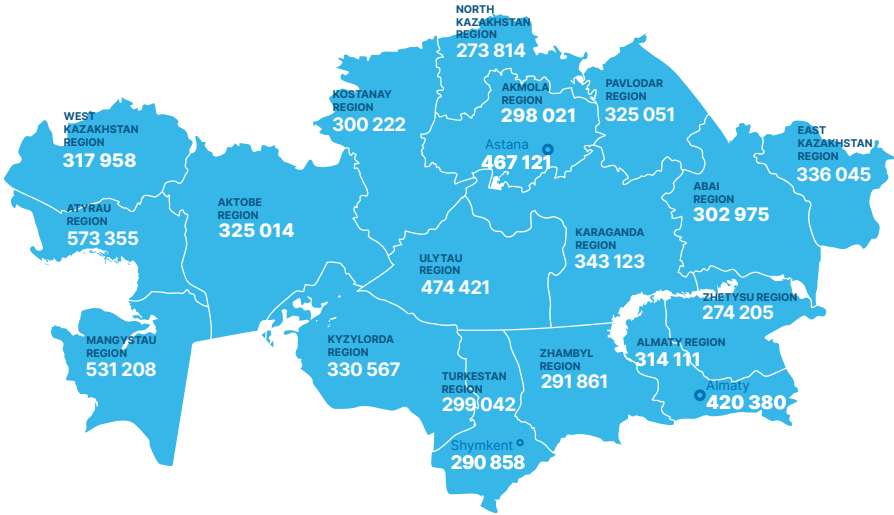 NORTH
KAZAKHSTAN
REGION
273 814
KOSTANAY
REGION
300 222
AKMOLA
REGION
298 021
PAVLODAR
REGION
325 051
WEST
KAZAKHSTAN
REGION
317 958
Astana
467 121
EAST
KAZAKHSTAN
REGION
336 045
ATYRAU
REGION
573 355
AKTOBE
REGION
325 014
ABAI
REGION
302 975
ULYTAU
REGION
474 421
KARAGANDA
REGION
343 123
ZHETYSU REGION
274 205
MANGYSTAU
REGION
531 208
KYZYLORDA
REGION
330 567
ZHAMBYL
REGION
291 861
ALMATY REGION
314 111
TURKESTAN
REGION
299 042
Almaty
420 380
Shymkent
290 858